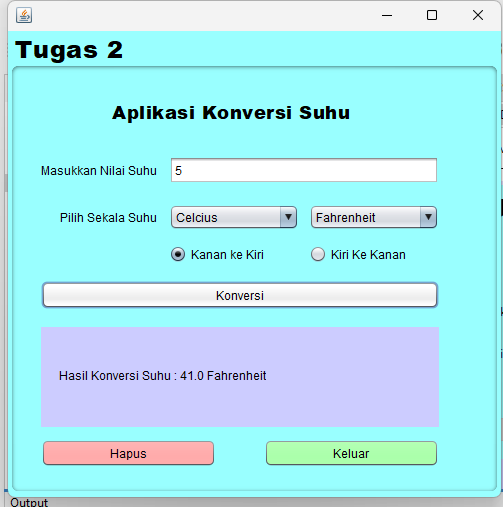 Tugas 2
Aplikasi Konversi Suhu
Masukkan Nilai Suhu 5
Pilih Sekala Suhu Celcius Fahrenheit
Kanan ke Kiri Kiri Ke Kanan
Konversi
Hasil Konversi Suhu : 41.0 Fahrenheit
Hapus Keluar
Output